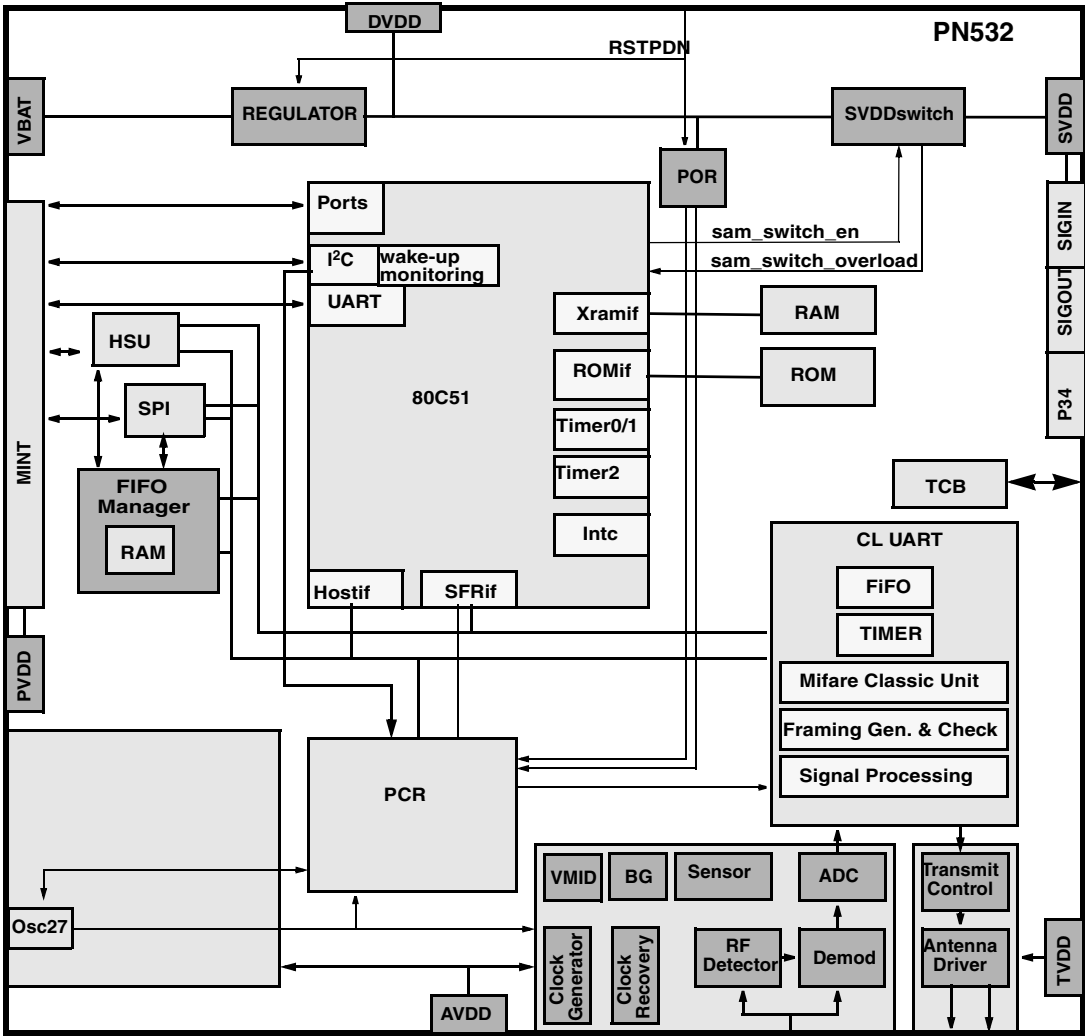 DVDD
PN532
RSTPDN
VBAT
REGULATOR
SVDDswitch
SVDD
POR
Ports
SIGIN
sam_switch_en
I²C
wake-up
monitoring
sam_switch_overload
UART
Xramif
RAM
SIGOUT
HSU
ROMif
ROM
80C51
SPI
P34
Timer0/1
MINT
Timer2
FIFO
Manager
TCB
RAM
Intc
CL UART
Hostif
SFRif
FiFO
TIMER
PVDD
Mifare Classic Unit
Framing Gen. & Check
Signal Processing
PCR
VMID
BG
Sensor
ADC
Transmit
Control
Osc27
Clock
Generator
Clock
Recovery
RF
Detector
Demod
Antenna
Driver
TVDD
AVDD